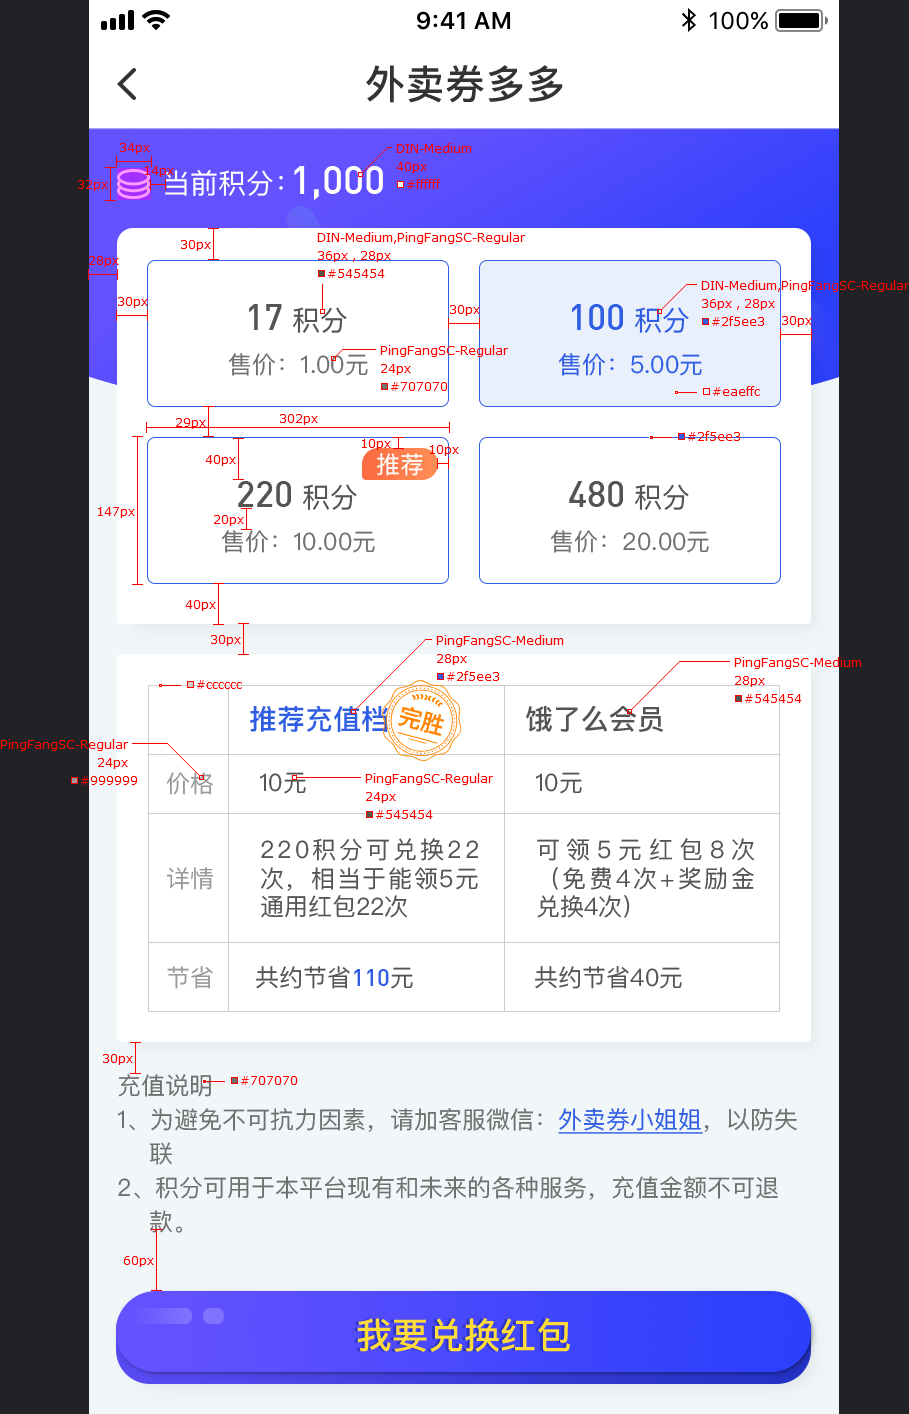 9:41 AM 100%
外卖券多多
34px
DIN-Medium
40px
#ffffff
32px
14px
当前积分:1,000
30px
DIN-Medium,PingFangSC-Regular
36px , 28px
#545454
28px
30px
17 积分
售价：1.00元
PingFangSC-Regular
24px
#707070
30px
DIN-Medium,PingFangSC-Regular
36px , 28px
#2f5ee3
30px
100 积分
售价：5.00元
#eaeffc
29px
302px
#2f5ee3
10px
10px
40px
推荐
220 积分
147px
20px
售价：10.00元
480 积分
售价：20.00元
40px
30px
PingFangSC-Medium
28px
#2f5ee3
PingFangSC-Medium
28px
#545454
#cccccc
推荐充值档
完胜
饿了么会员
PingFangSC-Regular
24px
#999999
价格
10元
10元
PingFangSC-Regular
24px
#545454
详情
220积分可兑换22
次，相当于能领5元
通用红包22次
可领5元红包8次
（免费4次+奖励金
兑换4次）
节省
共约节省110元
共约节省40元
30px
充值说明
#707070
1、为避免不可抗力因素，请加客服微信：外卖券小姐姐，以防失
联
2、积分可用于本平台现有和未来的各种服务，充值金额不可退
款。
60px
我要兑换红包